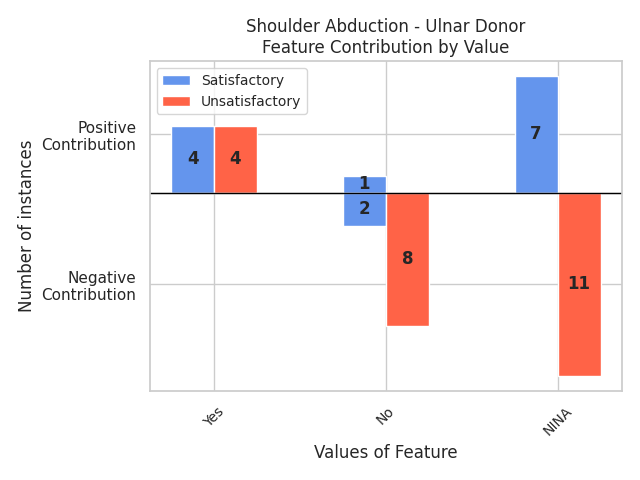 Shoulder Abduction - Ulnar Donor
Feature Contribution by Value
Satisfactory
Unsatisfactory
Positive
Contribution
Negative
Contribution
Number of instances
4
4
1
2
8
7
11
Yes
No
NINA
Values of Feature